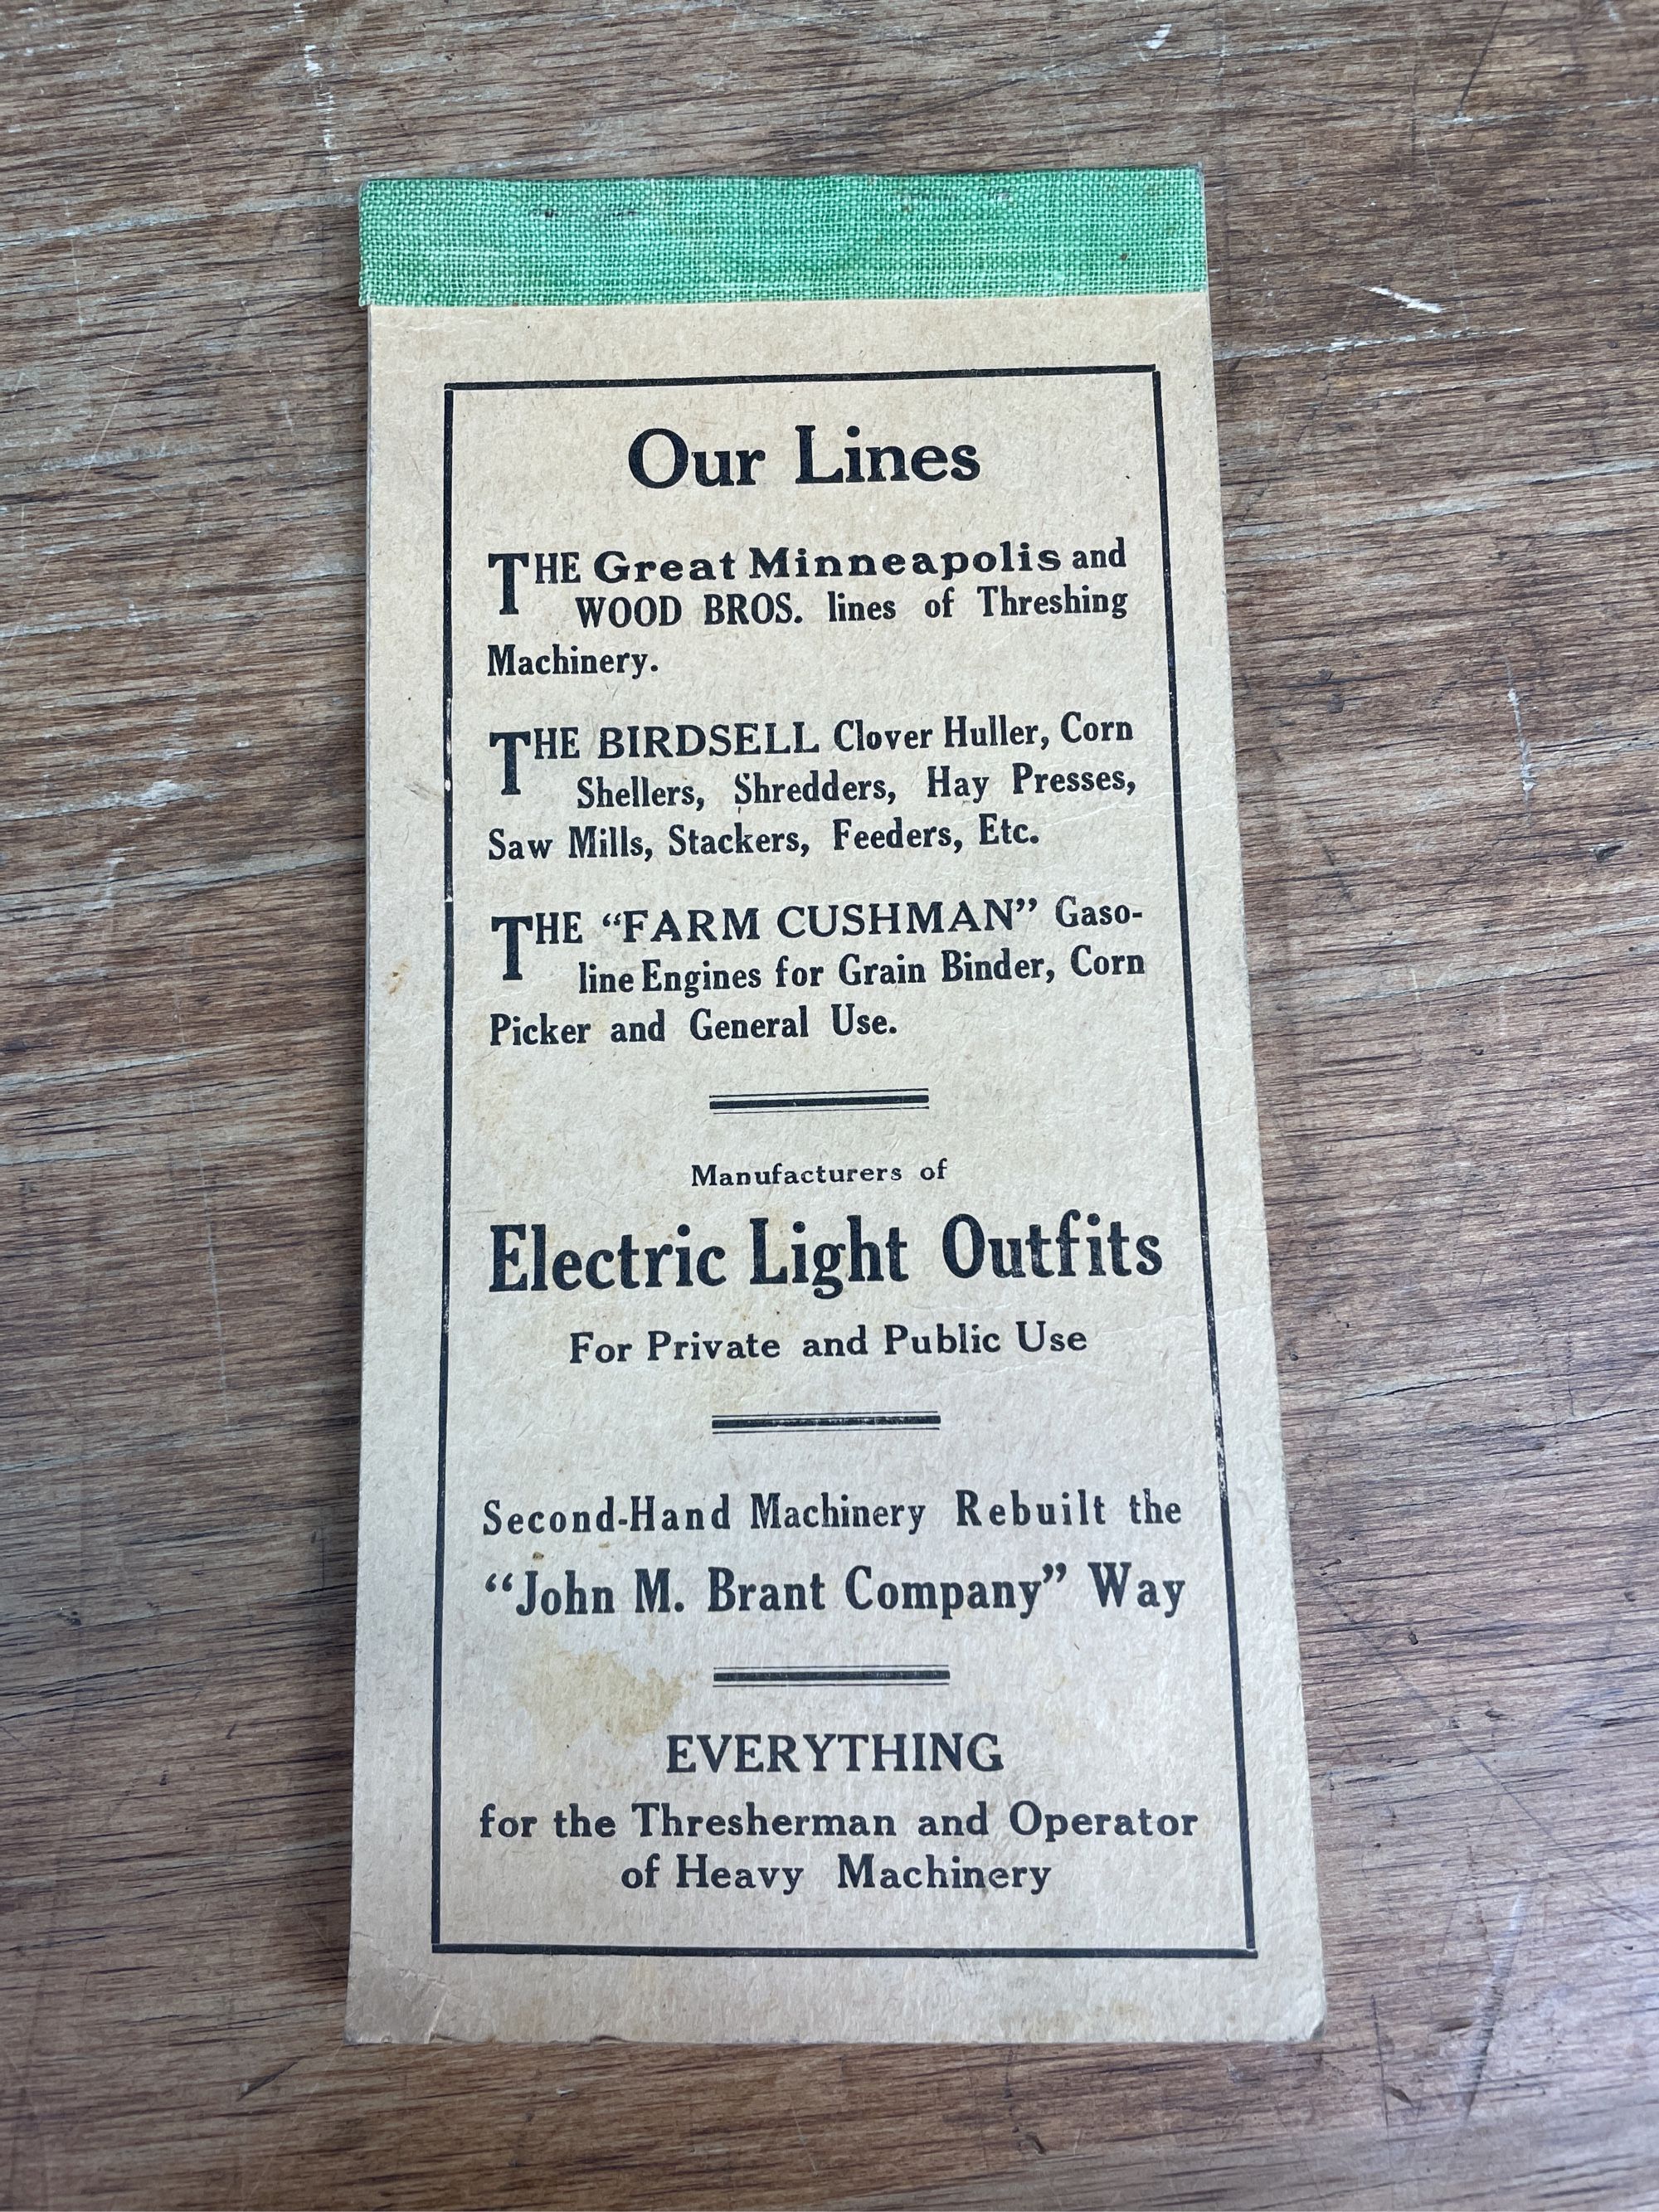 Our Lines
THE Great Minneapolis and
WOOD BROS. lines of Threshing
Machinery.
THE BIRDSELL Clover Huller, Corn
Shellers, Shredders, Hay Presses,
Saw Mills, Stackers, Feeders, Etc.
THE “FARM CUSHMAN” Gaso-
line Engines for Grain Binder, Corn
Picker and General Use.
Manufacturers of
Electric Light Outfits
For Private and Public Use
Second-Hand Machinery Rebuilt the
“John M. Brant Company” Way
EVERYTHING
for the Thresherman and Operator
of Heavy Machinery